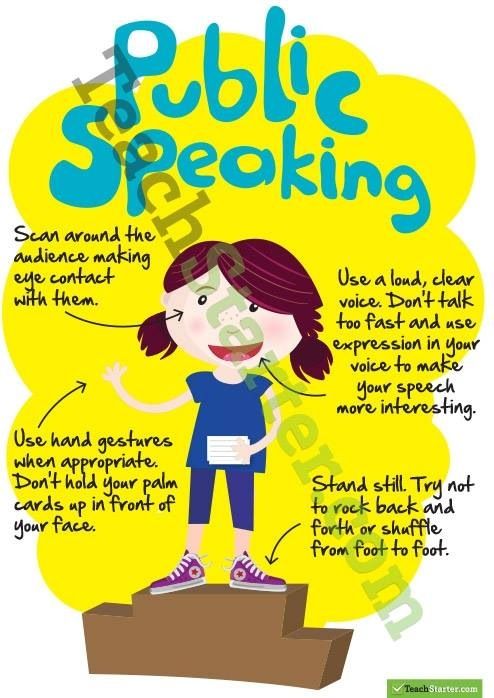 Public
Speaking
Scan around the
audience making
eye contact
with them.
Use a loud, clear
voice. Don't talk
too fast and use
expression in your
voice to make
your speech
more interesting.
Use hand gestures
when appropriate.
Don't hold your palm
cards up in front of
your face.
Stand still. Try not
to rock back and
forth or shuffle
from foot to foot.
TeachStarter.com
TeachStarter.com